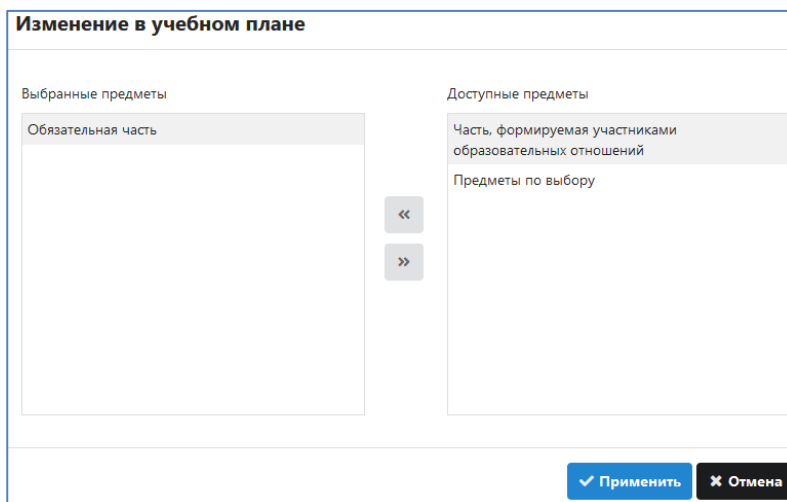 Изменение в учебном плане
Выбранные предметы
Обязательная часть
Доступные предметы
Часть, формируемая участниками
образовательных отношений
Предметы по выбору
«
»
✓ Применить
✖ Отмена